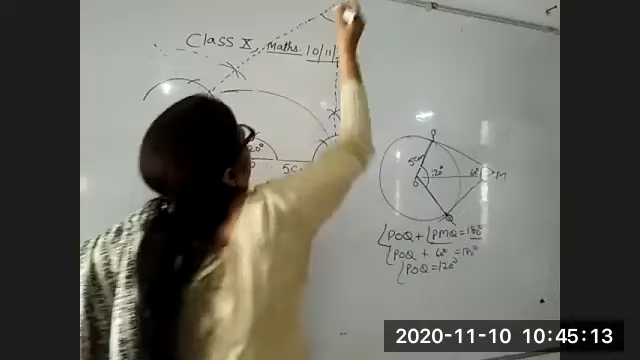 Class X Maths 10/11/
120°
5c
P
5cm
120°
60°
M
O
Q
∠POQ + ∠PMQ = 180°
∠POQ + 60° = 180°
∠POQ = 120°
2020-11-10 10:45:13